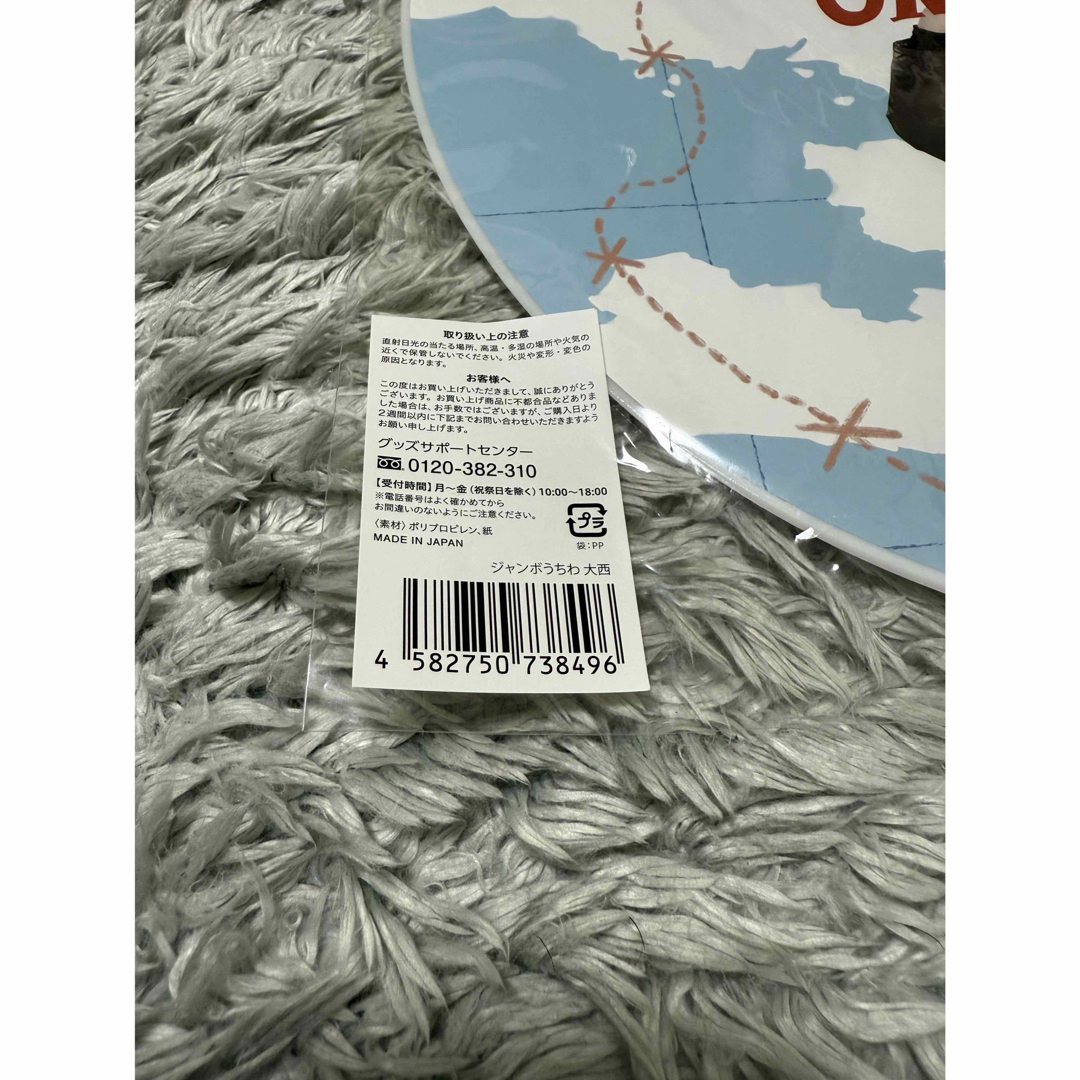 取り扱い上の注意
直射日光の当たる場所、高温・多湿の場所や火気の
近くで保管しないでください。火災や変形・変色の
原因となります。
お客様へ
この度はお買い上げいただきまして、誠にありがとう
ございます。お買い上げ商品に不都合品などありま
した場合は、お手数ではございますが、ご購入日より
2週間以内に下記までお問い合わせいただきますよう
お願い申し上げます。
グッズサポートセンター
0120-382-310
【受付時間】月～金（祝祭日を除く）10:00～18:00
※電話番号はよく確かめてから
お間違いのないようにご注意ください。
〈素材〉ポリプロピレン、紙
MADE IN JAPAN
プラ
袋：PP
ジャンボうちわ 大西
4 582750 738496